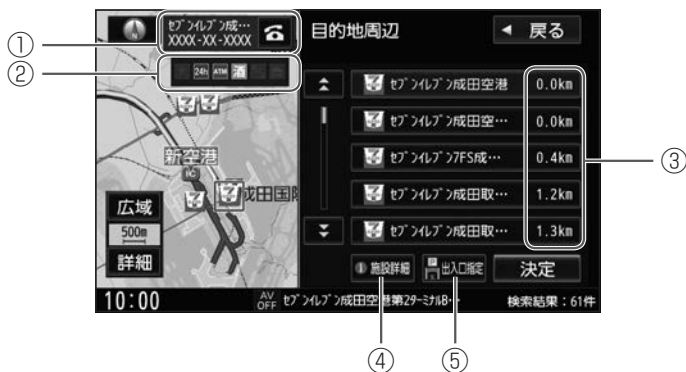 ①
②
③
④
⑤
セブンイレブン成…
XXXX-XX-XXXX
24h ATM 酒
目的地周辺
戻る
セブンイレブン成田空港 0.0km
セブンイレブン成田空… 0.0km
セブンイレブン7FS成… 0.4km
セブンイレブン成田取… 1.2km
セブンイレブン成田取… 1.3km
新空港
成田国
広域
500m
詳細
施設詳細
出入口指定
決定
10:00
AV OFF
セブンイレブン成田空港第2ターミナルB…
検索結果:61件